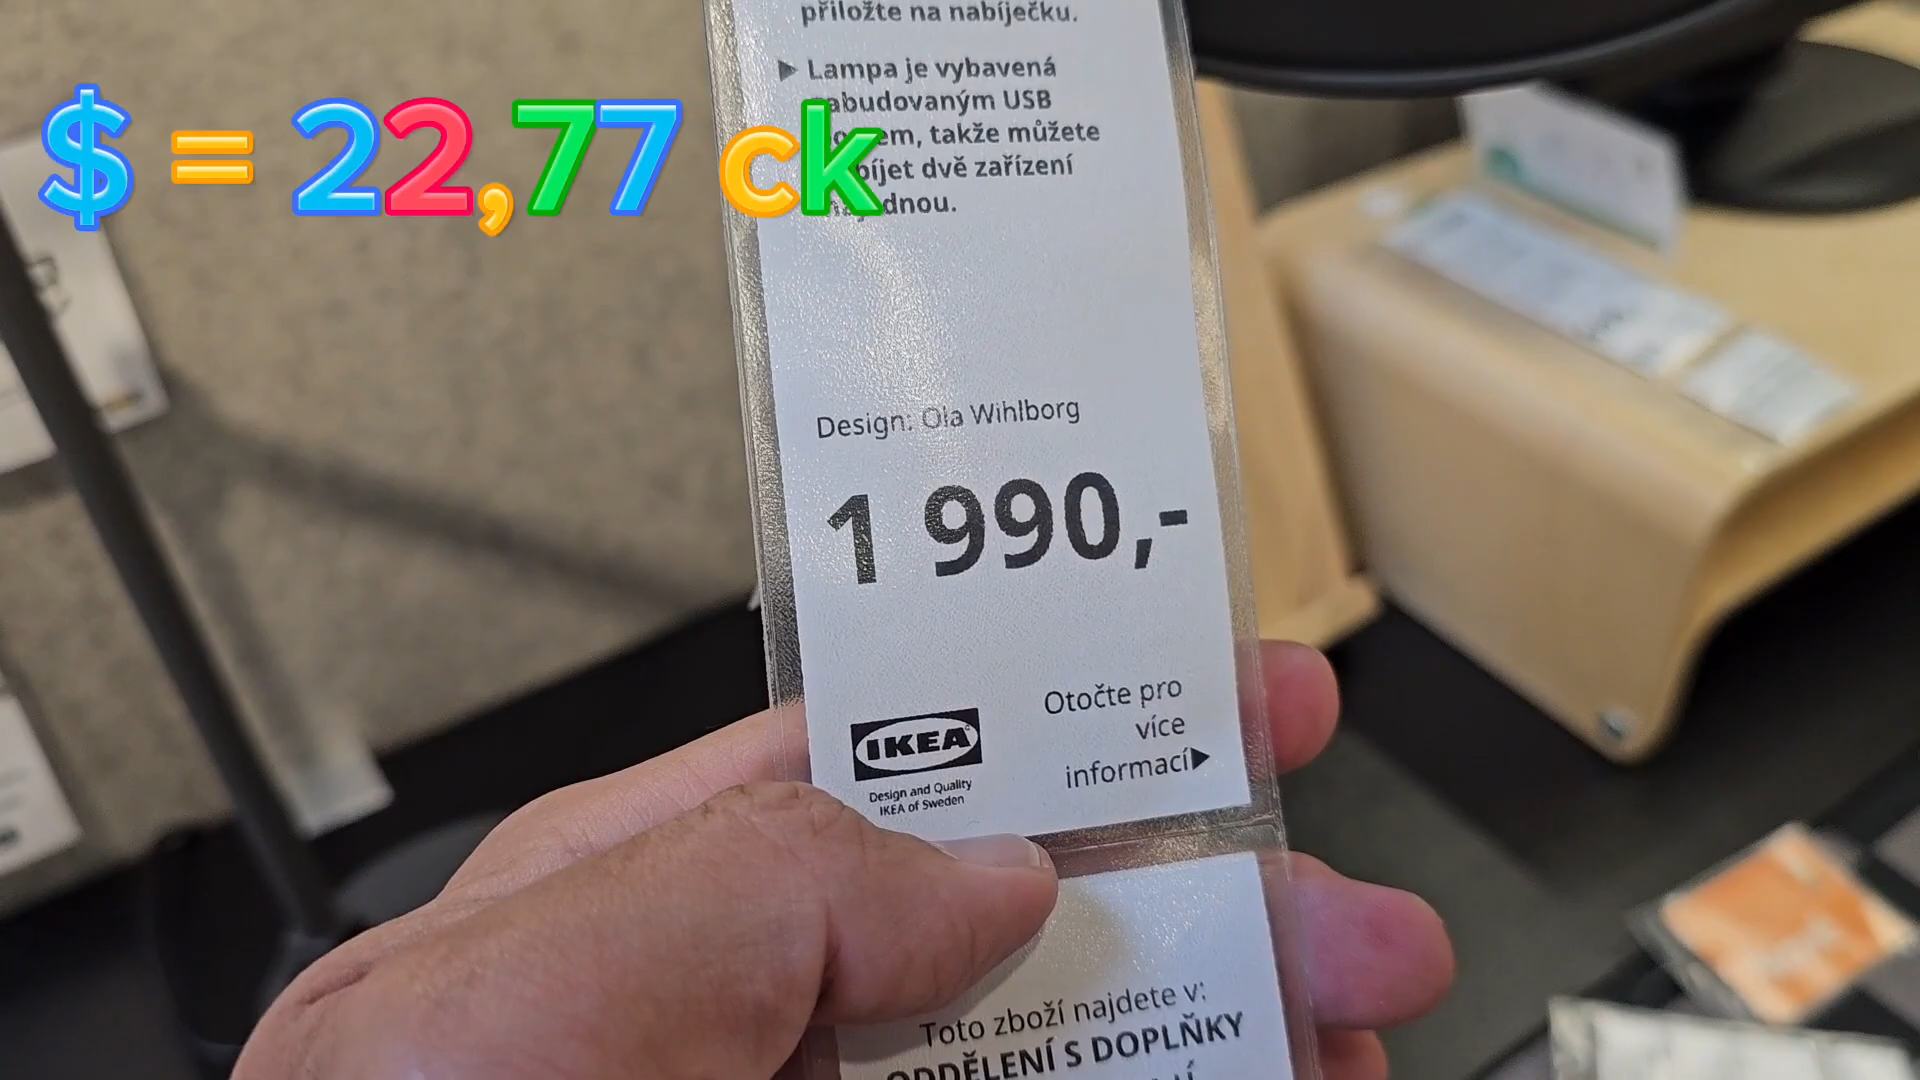 $ = 22,77 ck
přiložte na nabíječku.
▶ Lampa je vybavená
abudovaným USB
em, takže můžete
bíjet dvě zařízení
dnou.
Design: Ola Wihlborg
1 990,-
IKEA
Design and Quality
IKEA of Sweden
Otočte pro
více
informací▶
Toto zboží najdete v:
ODDĚLENÍ S DOPLŇKY